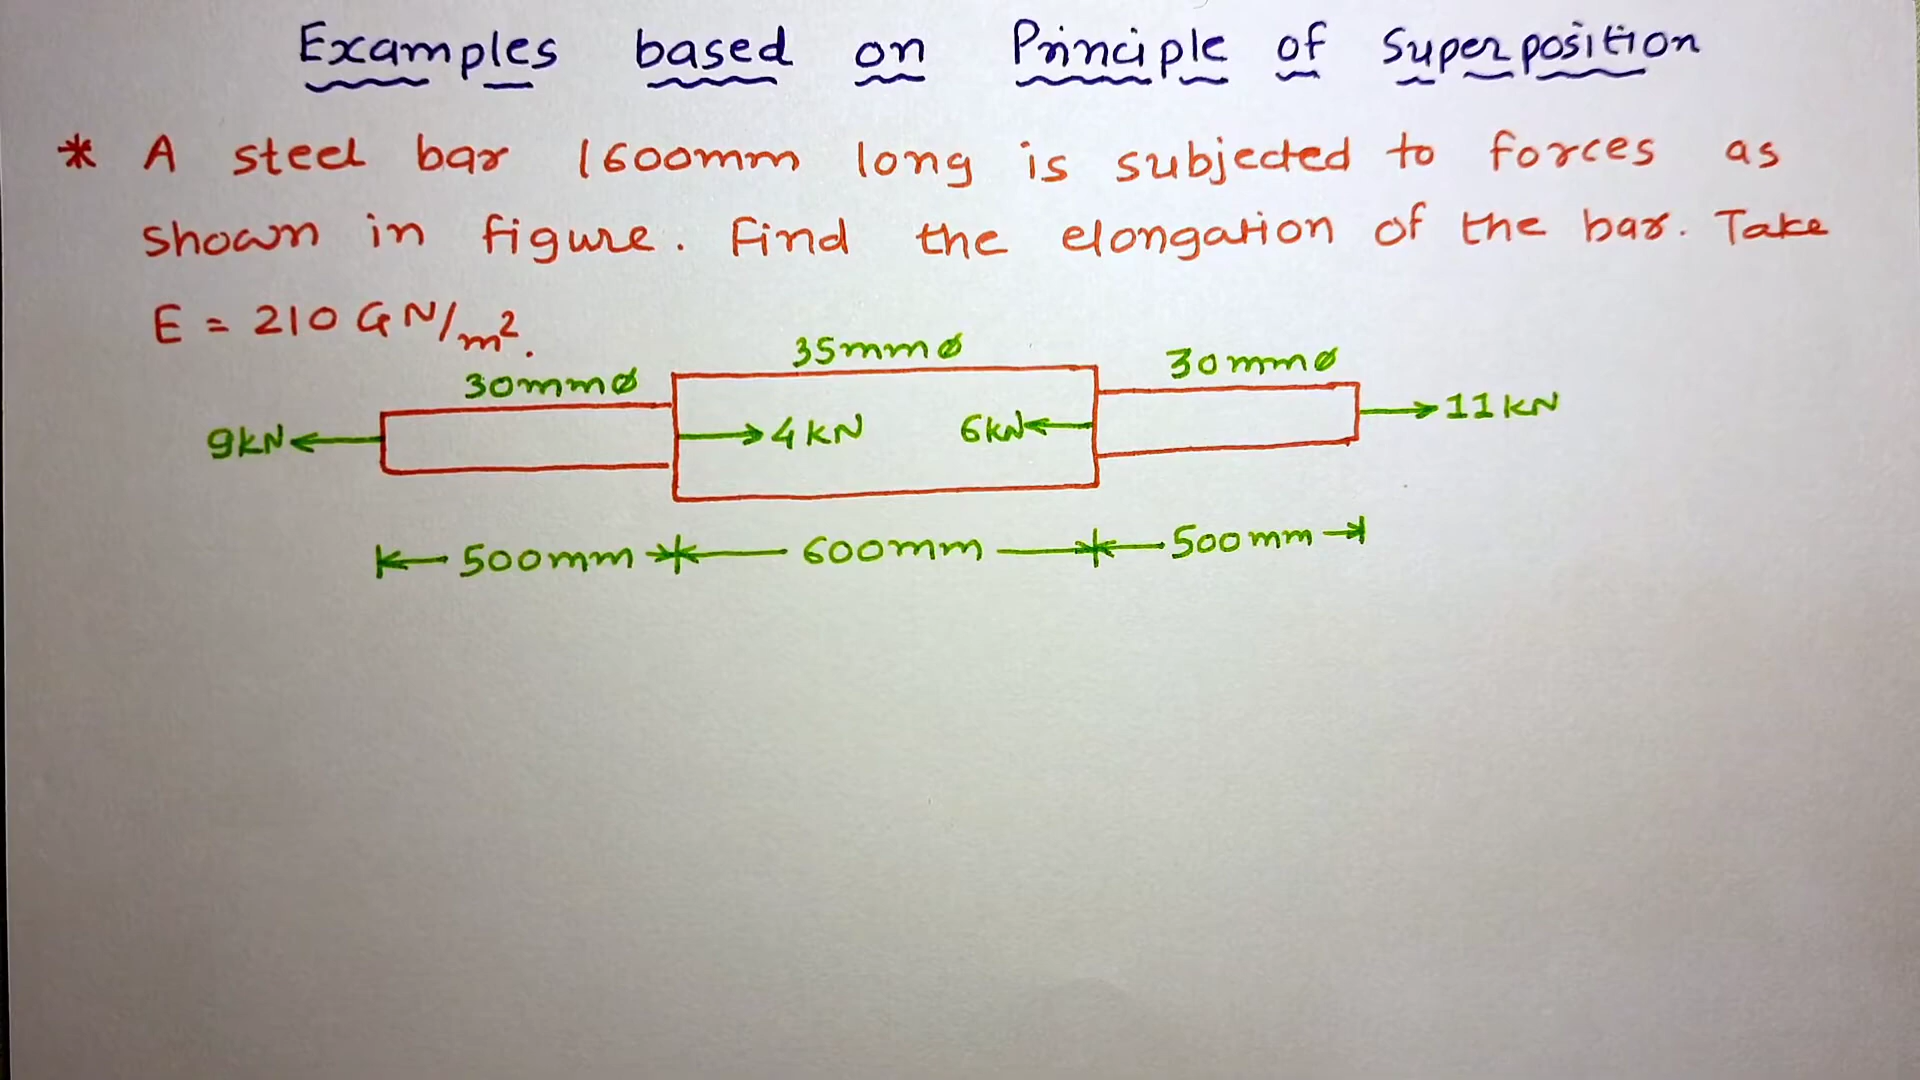 Examples based on Principle of Superposition
* A steel bar 1600mm long is subjected to forces as
shown in figure. Find the elongation of the bar. Take
E = 210 GN/m².
30mmø 35mmø 30mmø
9kN 4kN 6kN 11kN
500mm 600mm 500mm